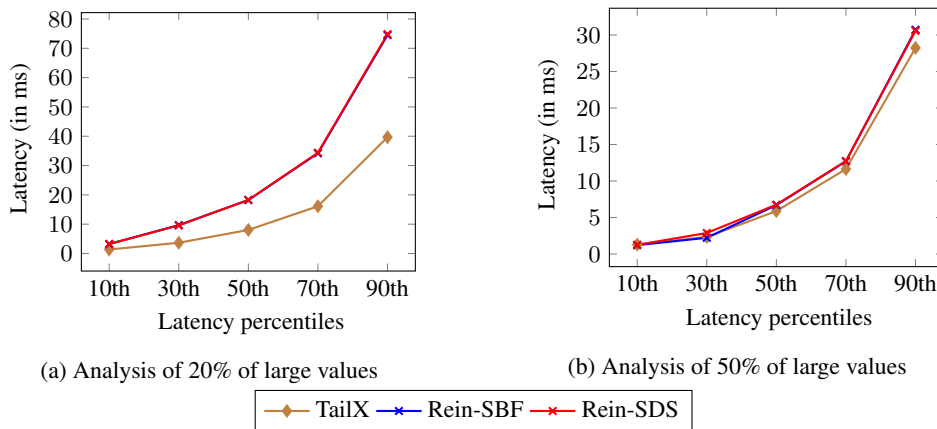 80
70
60
50
40
30
20
10
0
Latency (in ms)
10th 30th 50th 70th 90th
Latency percentiles
(a) Analysis of 20% of large values
30
25
20
15
10
5
0
Latency (in ms)
10th 30th 50th 70th 90th
Latency percentiles
(b) Analysis of 50% of large values
TailX Rein-SBF Rein-SDS